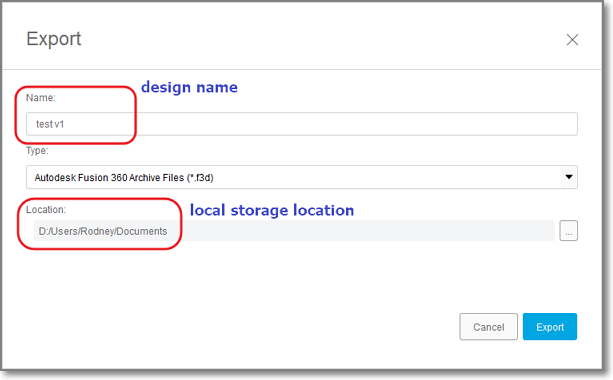 Export
design name
Name:
test v1
Type:
Autodesk Fusion 360 Archive Files (*.f3d)
Location:
local storage location
D:/Users/Rodney/Documents
...
Cancel
Export